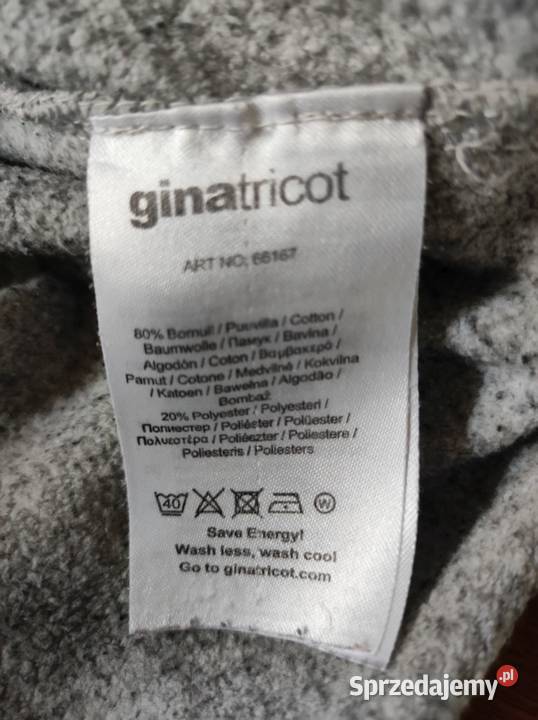 ginatricot
ART NO: 66167
80% Bomull / Puuvilla / Cotton /
Baumwolle / Памук / Bavlna /
Algodón / Coton / Βαμβακερό /
Pamut / Cotone / Medvilnė / Kokvilna
/ Katoen / Bawełna / Algodão /
Bombaž
20% Polyester / Polyesteri /
Полиестер / Poliéster / Polüester /
Πολυεστέρα / Poliészter / Poliestere /
Poliesteris / Poliesters
40 W
Save Energy!
Wash less, wash cool
Go to ginatricot.com
Sprzedajemy.pl